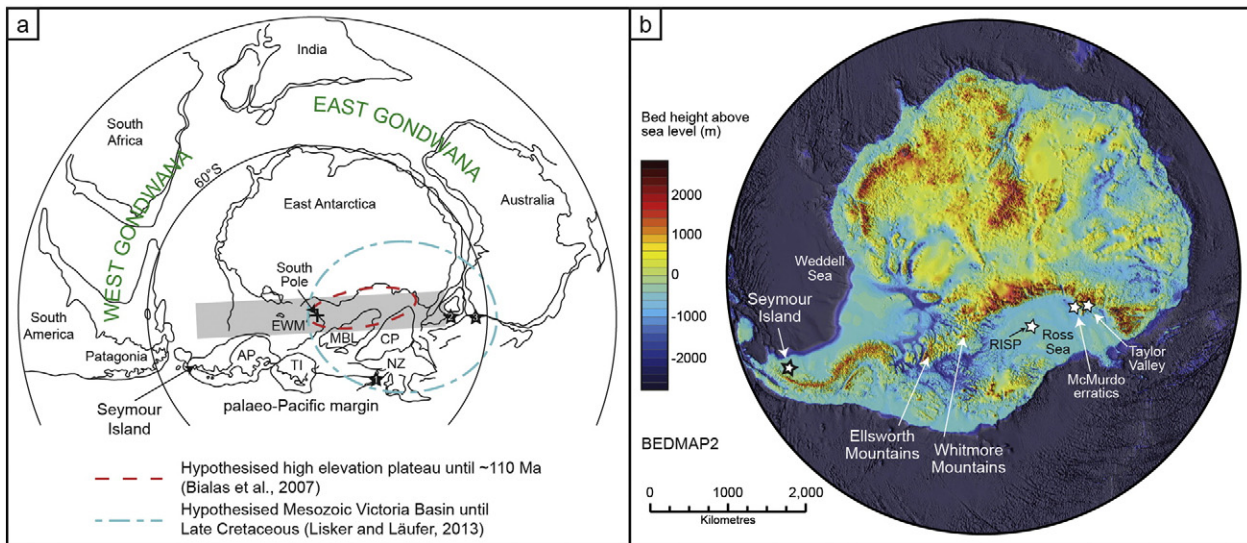 a
India
South
Africa
EAST GONDWANA
WEST GONDWANA
60°S
East Antarctica
Australia
South
Pole
South
America
EWM
MBL
CP
Patagonia
AP
TI
NZ
Seymour
Island
palaeo-Pacific margin
Hypothesised high elevation plateau until ~110 Ma
(Bialas et al., 2007)
Hypothesised Mesozoic Victoria Basin until
Late Cretaceous (Lisker and Läufer, 2013)
b
Bed height above
sea level (m)
2000
1000
0
-1000
-2000
Weddell
Sea
Seymour
Island
RISP
Ross
Sea
Taylor
Valley
McMurdo
erratics
Ellsworth
Mountains
Whitmore
Mountains
BEDMAP2
0 1000 2,000
Kilometres